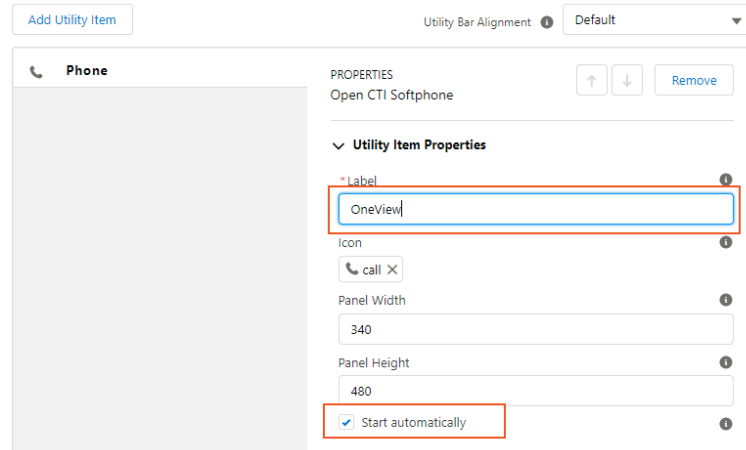 Add Utility Item
Utility Bar Alignment
Default
Phone
PROPERTIES
Open CTI Softphone
Remove
Utility Item Properties
*Label
OneView
Icon
call
Panel Width
340
Panel Height
480
Start automatically